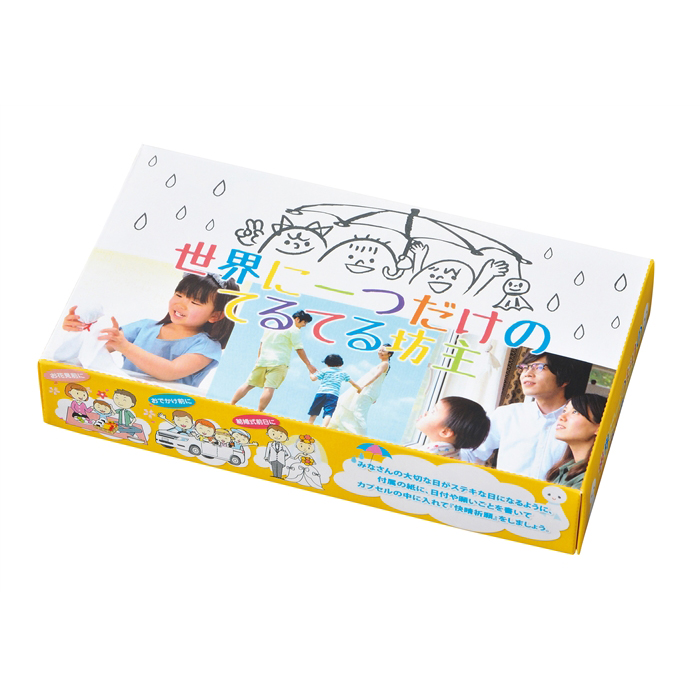 世界に一つだけの
てるてる坊主
お花見前に
おでかけ前に
結婚式前日に
みなさんの大切な日がステキな日になるように、
付属の紙に、日付や願いごとを書いて
カプセルの中に入れて『快晴祈願』をしましょう。